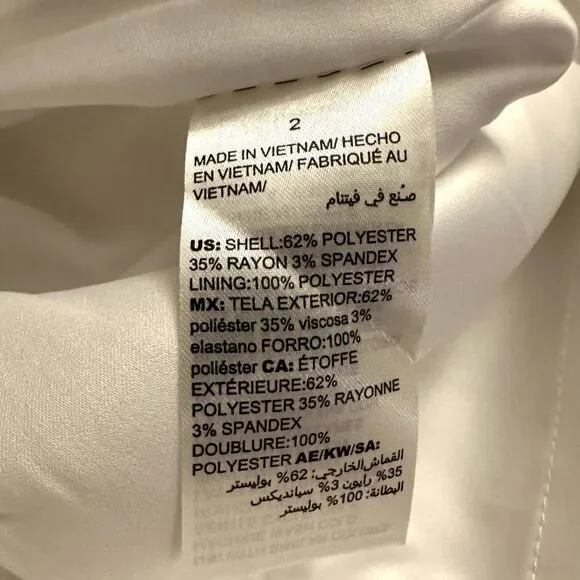 2
MADE IN VIETNAM/ HECHO
EN VIETNAM/ FABRIQUÉ AU
VIETNAM/
صُنع في فيتنام
US: SHELL:62% POLYESTER
35% RAYON 3% SPANDEX
LINING:100% POLYESTER
MX: TELA EXTERIOR:62%
poliéster 35% viscosa 3%
elastano FORRO:100%
poliéster CA: ÉTOFFE
EXTÉRIEURE:62%
POLYESTER 35% RAYONNE
3% SPANDEX
DOUBLURE:100%
POLYESTER AE/KW/SA:
القماش الخارجي: 62% بوليستر
35% رايون 3% سبانديكس
البطانة: 100% بوليستر